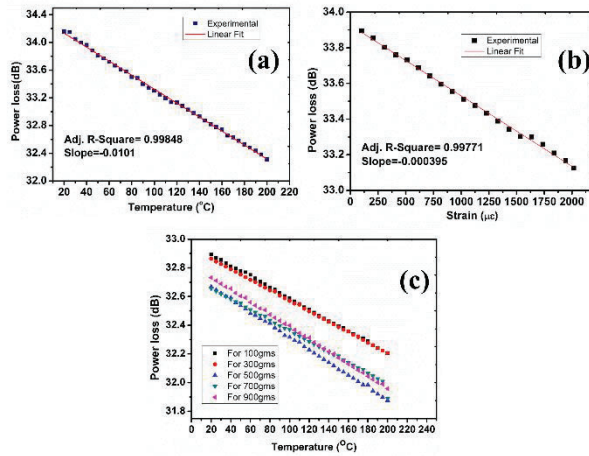 34.4
34.0
33.6
33.2
32.8
32.4
Power loss(dB)
Experimental
Linear Fit
(a)
Adj. R-Square= 0.99848
Slope=-0.0101
20 40 60 80 100 120 140 160 180 200 220
Temperature (°C)
34.0
33.8
33.6
33.4
33.2
33.0
Power loss (dB)
Experimental
Linear Fit
(b)
Adj. R-Square= 0.99771
Slope=-0.000395
0 250 500 750 1000 1250 1500 1750 2000
Strain (με)
33.0
32.8
32.6
32.4
32.2
32.0
31.8
Power loss (dB)
(c)
For 100gms
For 300gms
For 500gms
For 700gms
For 900gms
0 20 40 60 80 100 120 140 160 180 200 220 240
Temperature (°C)